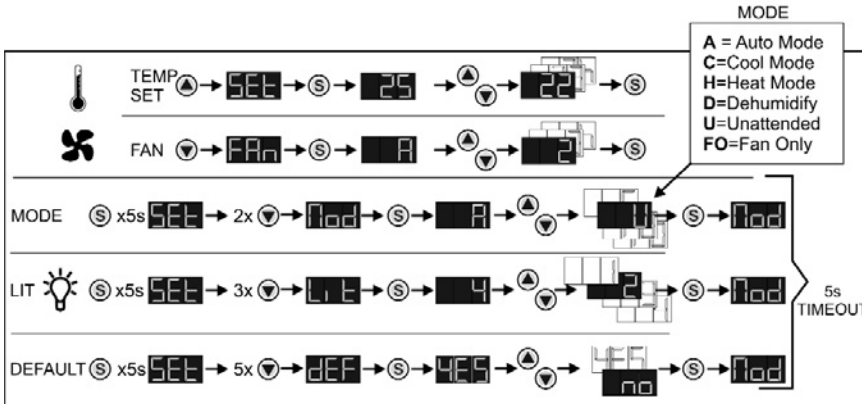 MODE
A = Auto Mode
C=Cool Mode
H=Heat Mode
D=Dehumidify
U=Unattended
FO=Fan Only
TEMP SET SEt S 25 22 S
FAN FAn S A 2 S
MODE S x5s SEt 2x Mod S A U S Mod
LIT S x5s SEt 3x Lit S 4 2 S Mod
DEFAULT S x5s SEt 5x dEF S YES YES no S Mod
5s
TIMEOUT